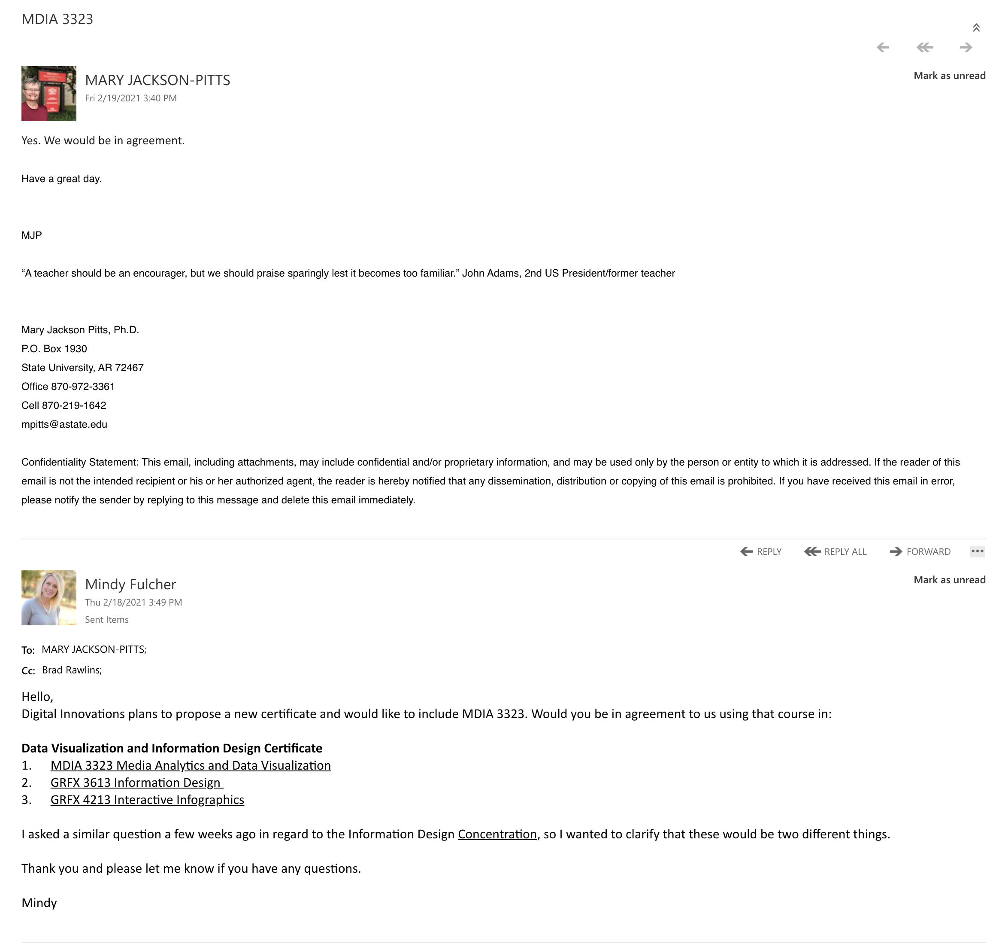 MDIA 3323
MARY JACKSON-PITTS
Mark as unread
Fri 2/19/2021 3:40 PM
Yes. We would be in agreement.
Have a great day.
MJP
“A teacher should be an encourager, but we should praise sparingly lest it becomes too familiar.” John Adams, 2nd US President/former teacher
Mary Jackson Pitts, Ph.D.
P.O. Box 1930
State University, AR 72467
Office 870-972-3361
Cell 870-219-1642
mpitts@astate.edu
Confidentiality Statement: This email, including attachments, may include confidential and/or proprietary information, and may be used only by the person or entity to which it is addressed. If the reader of this
email is not the intended recipient or his or her authorized agent, the reader is hereby notified that any dissemination, distribution or copying of this email is prohibited. If you have received this email in error,
please notify the sender by replying to this message and delete this email immediately.
REPLY REPLY ALL FORWARD
Mindy Fulcher
Mark as unread
Thu 2/18/2021 3:49 PM
Sent Items
To: MARY JACKSON-PITTS;
Cc: Brad Rawlins;
Hello,
Digital Innovations plans to propose a new certificate and would like to include MDIA 3323. Would you be in agreement to us using that course in:
Data Visualization and Information Design Certificate
1. MDIA 3323 Media Analytics and Data Visualization
2. GRFX 3613 Information Design
3. GRFX 4213 Interactive Infographics
I asked a similar question a few weeks ago in regard to the Information Design Concentration, so I wanted to clarify that these would be two different things.
Thank you and please let me know if you have any questions.
Mindy